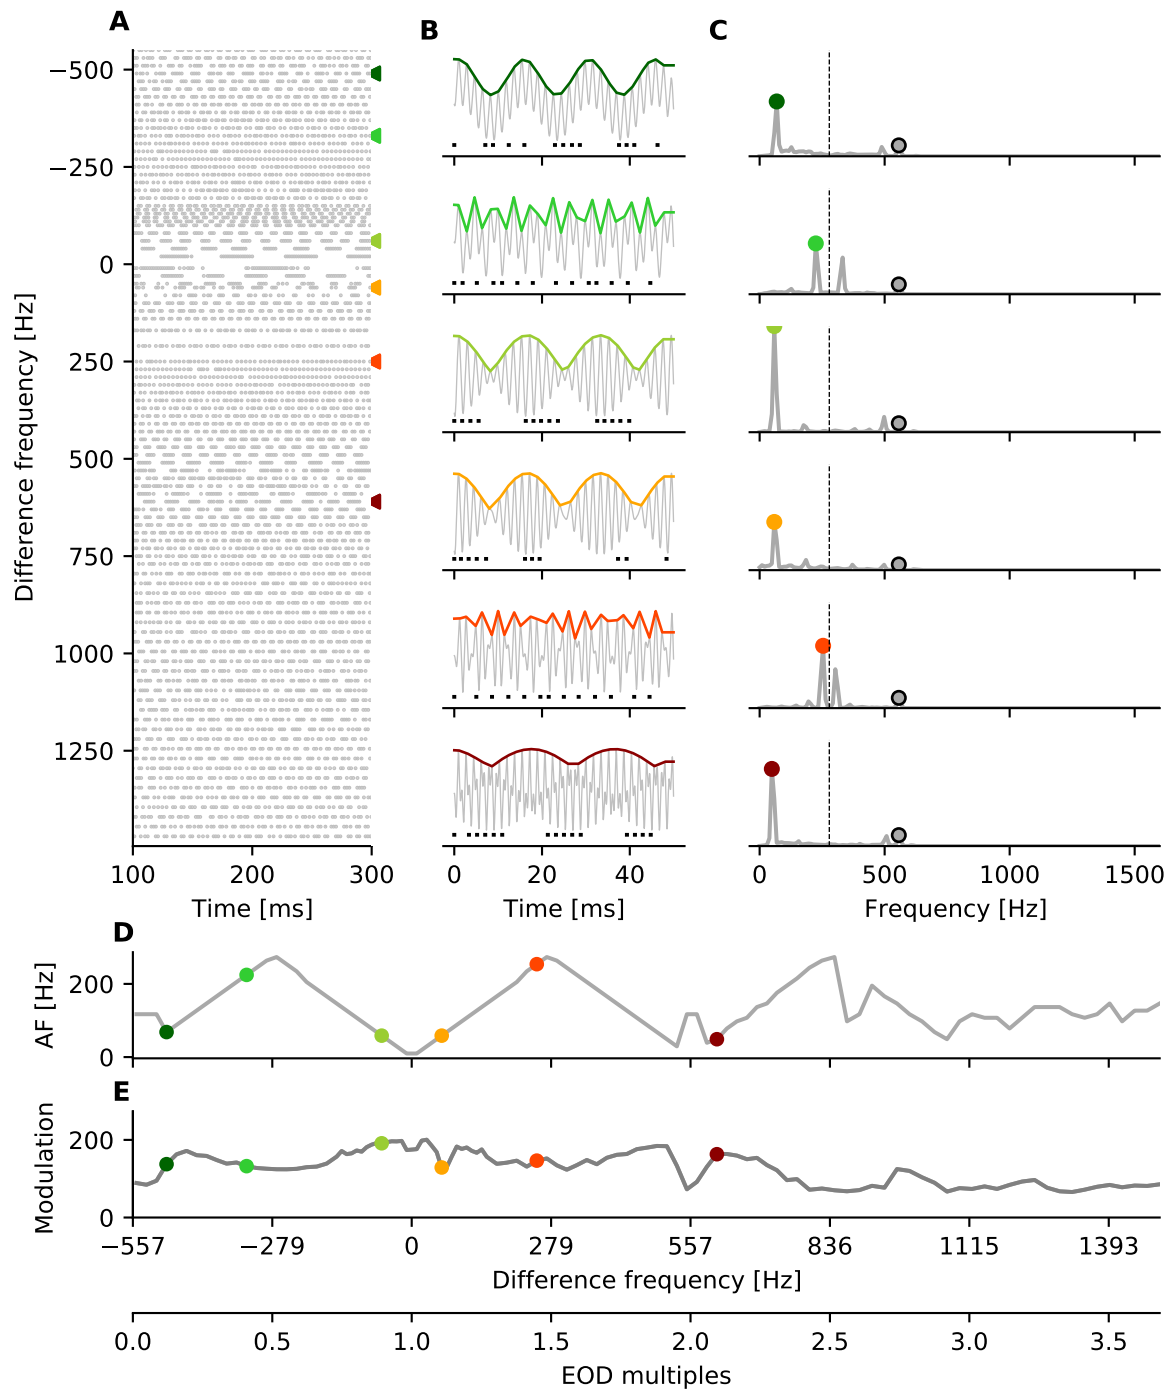 A
B
C
Difference frequency [Hz]
−500
−250
0
250
500
750
1000
1250
100 200 300
Time [ms]
0 20 40
Time [ms]
0 500 1000 1500
Frequency [Hz]
D
AF [Hz]
200
0
E
Modulation
200
0
−557 −279 0 279 557 836 1115 1393
Difference frequency [Hz]
0.0 0.5 1.0 1.5 2.0 2.5 3.0 3.5
EOD multiples